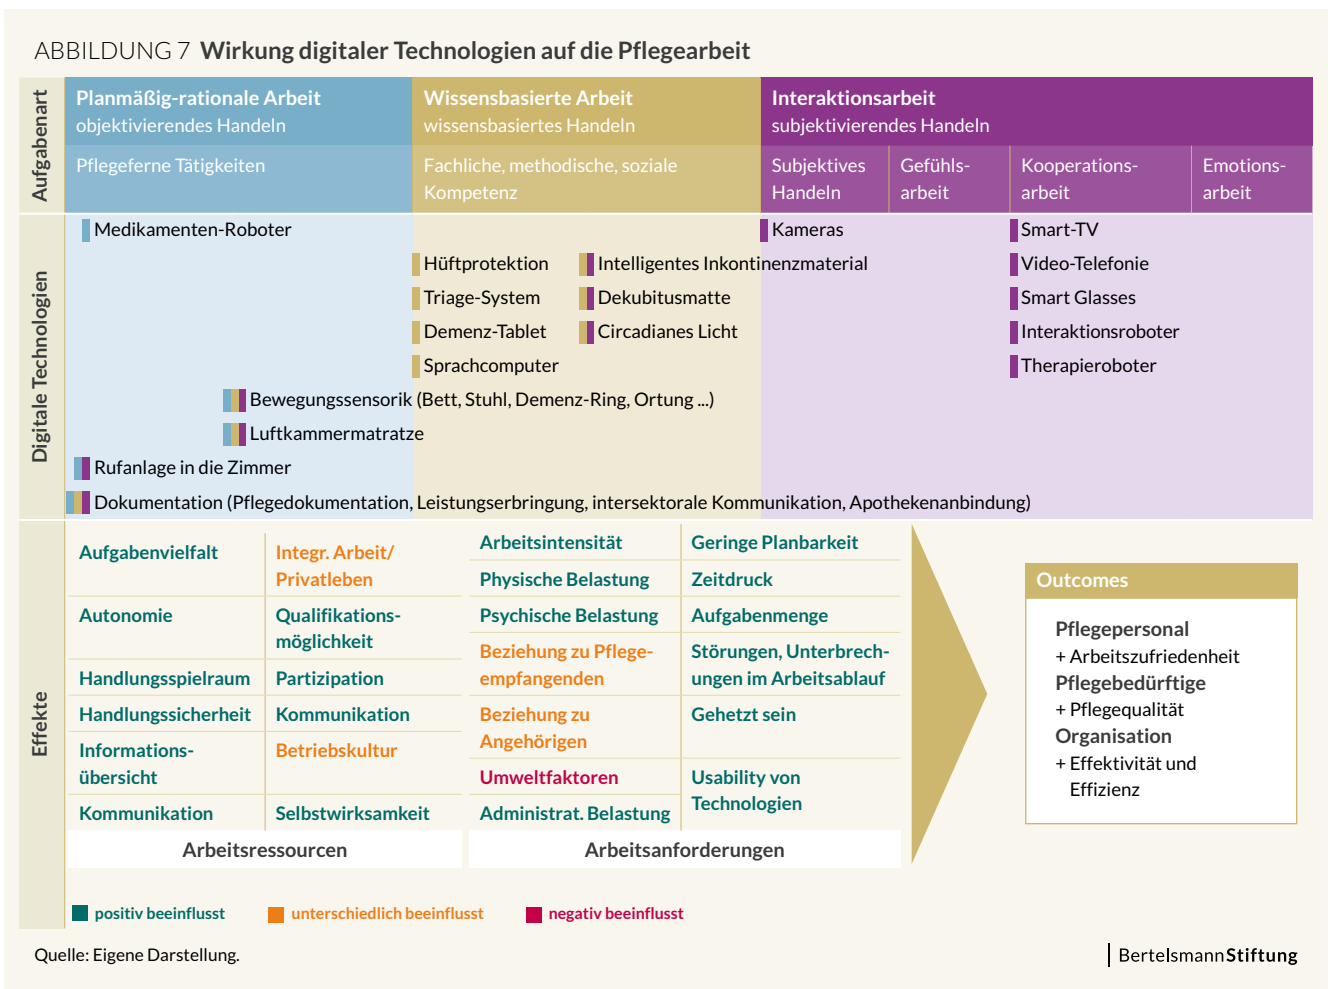 ABBILDUNG 7 Wirkung digitaler Technologien auf die Pflegearbeit
Aufgabenart
Planmäßig-rationale Arbeit
objektivierendes Handeln
Wissensbasierte Arbeit
wissensbasiertes Handeln
Interaktionsarbeit
subjektivierendes Handeln
Pflegeferne Tätigkeiten
Fachliche, methodische, soziale
Kompetenz
Subjektives
Handeln
Gefühls-
arbeit
Kooperations-
arbeit
Emotions-
arbeit
Digitale Technologien
Medikamenten-Roboter
Kameras
Smart-TV
Hüftprotektion
Intelligentes Inkontinenzmaterial
Video-Telefonie
Triage-System
Dekubitusmatte
Smart Glasses
Demenz-Tablet
Circadianes Licht
Interaktionsroboter
Sprachcomputer
Therapieroboter
Bewegungssensorik (Bett, Stuhl, Demenz-Ring, Ortung ...)
Luftkammermatratze
Rufanlage in die Zimmer
Dokumentation (Pflegedokumentation, Leistungserbringung, intersektorale Kommunikation, Apothekenanbindung)
Effekte
Aufgabenvielfalt
Integr. Arbeit/
Privatleben
Autonomie
Qualifikations-
möglichkeit
Handlungsspielraum
Partizipation
Handlungssicherheit
Kommunikation
Informations-
übersicht
Betriebskultur
Kommunikation
Selbstwirksamkeit
Arbeitsressourcen
Arbeitsintensität
Geringe Planbarkeit
Physische Belastung
Zeitdruck
Psychische Belastung
Aufgabenmenge
Beziehung zu Pflege-
empfangenden
Störungen, Unterbrech-
ungen im Arbeitsablauf
Beziehung zu
Angehörigen
Gehetzt sein
Umweltfaktoren
Usability von
Technologien
Administrat. Belastung
Arbeitsanforderungen
Outcomes
Pflegepersonal
+ Arbeitszufriedenheit
Pflegebedürftige
+ Pflegequalität
Organisation
+ Effektivität und
Effizienz
positiv beeinflusst
unterschiedlich beeinflusst
negativ beeinflusst
Quelle: Eigene Darstellung.
BertelsmannStiftung